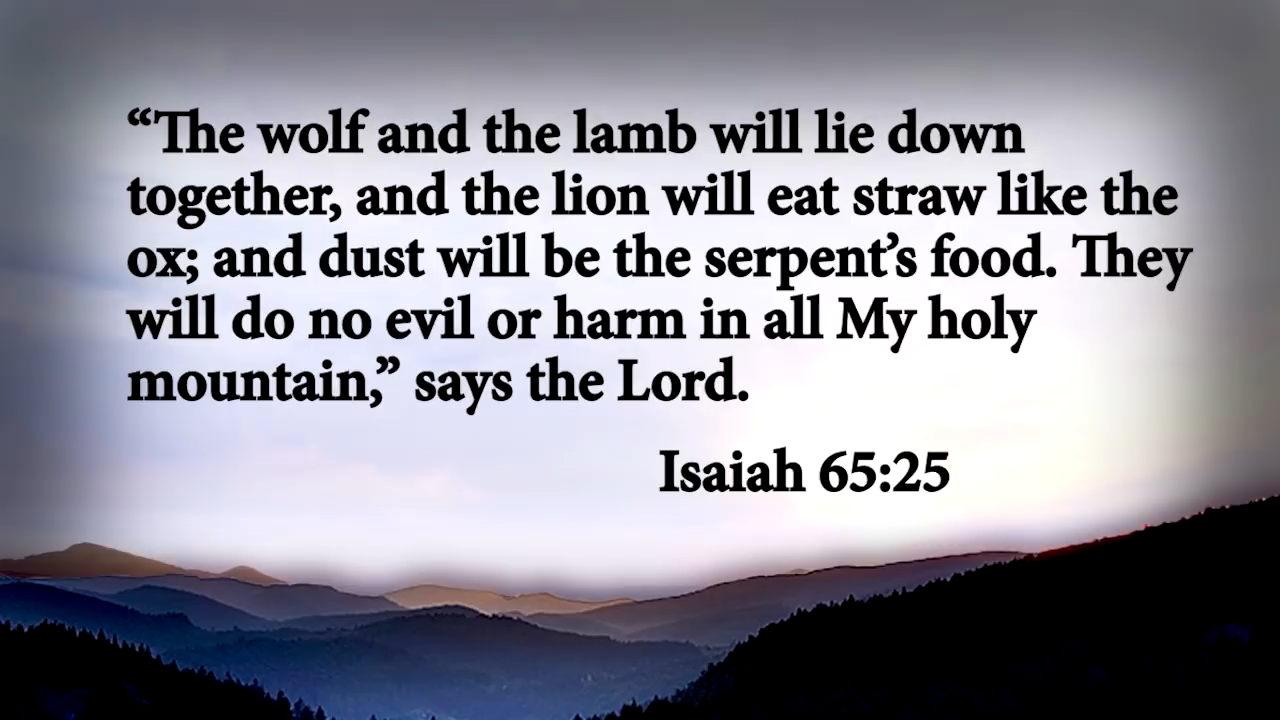 “The wolf and the lamb will lie down
together, and the lion will eat straw like the
ox; and dust will be the serpent’s food. They
will do no evil or harm in all My holy
mountain,” says the Lord.
Isaiah 65:25